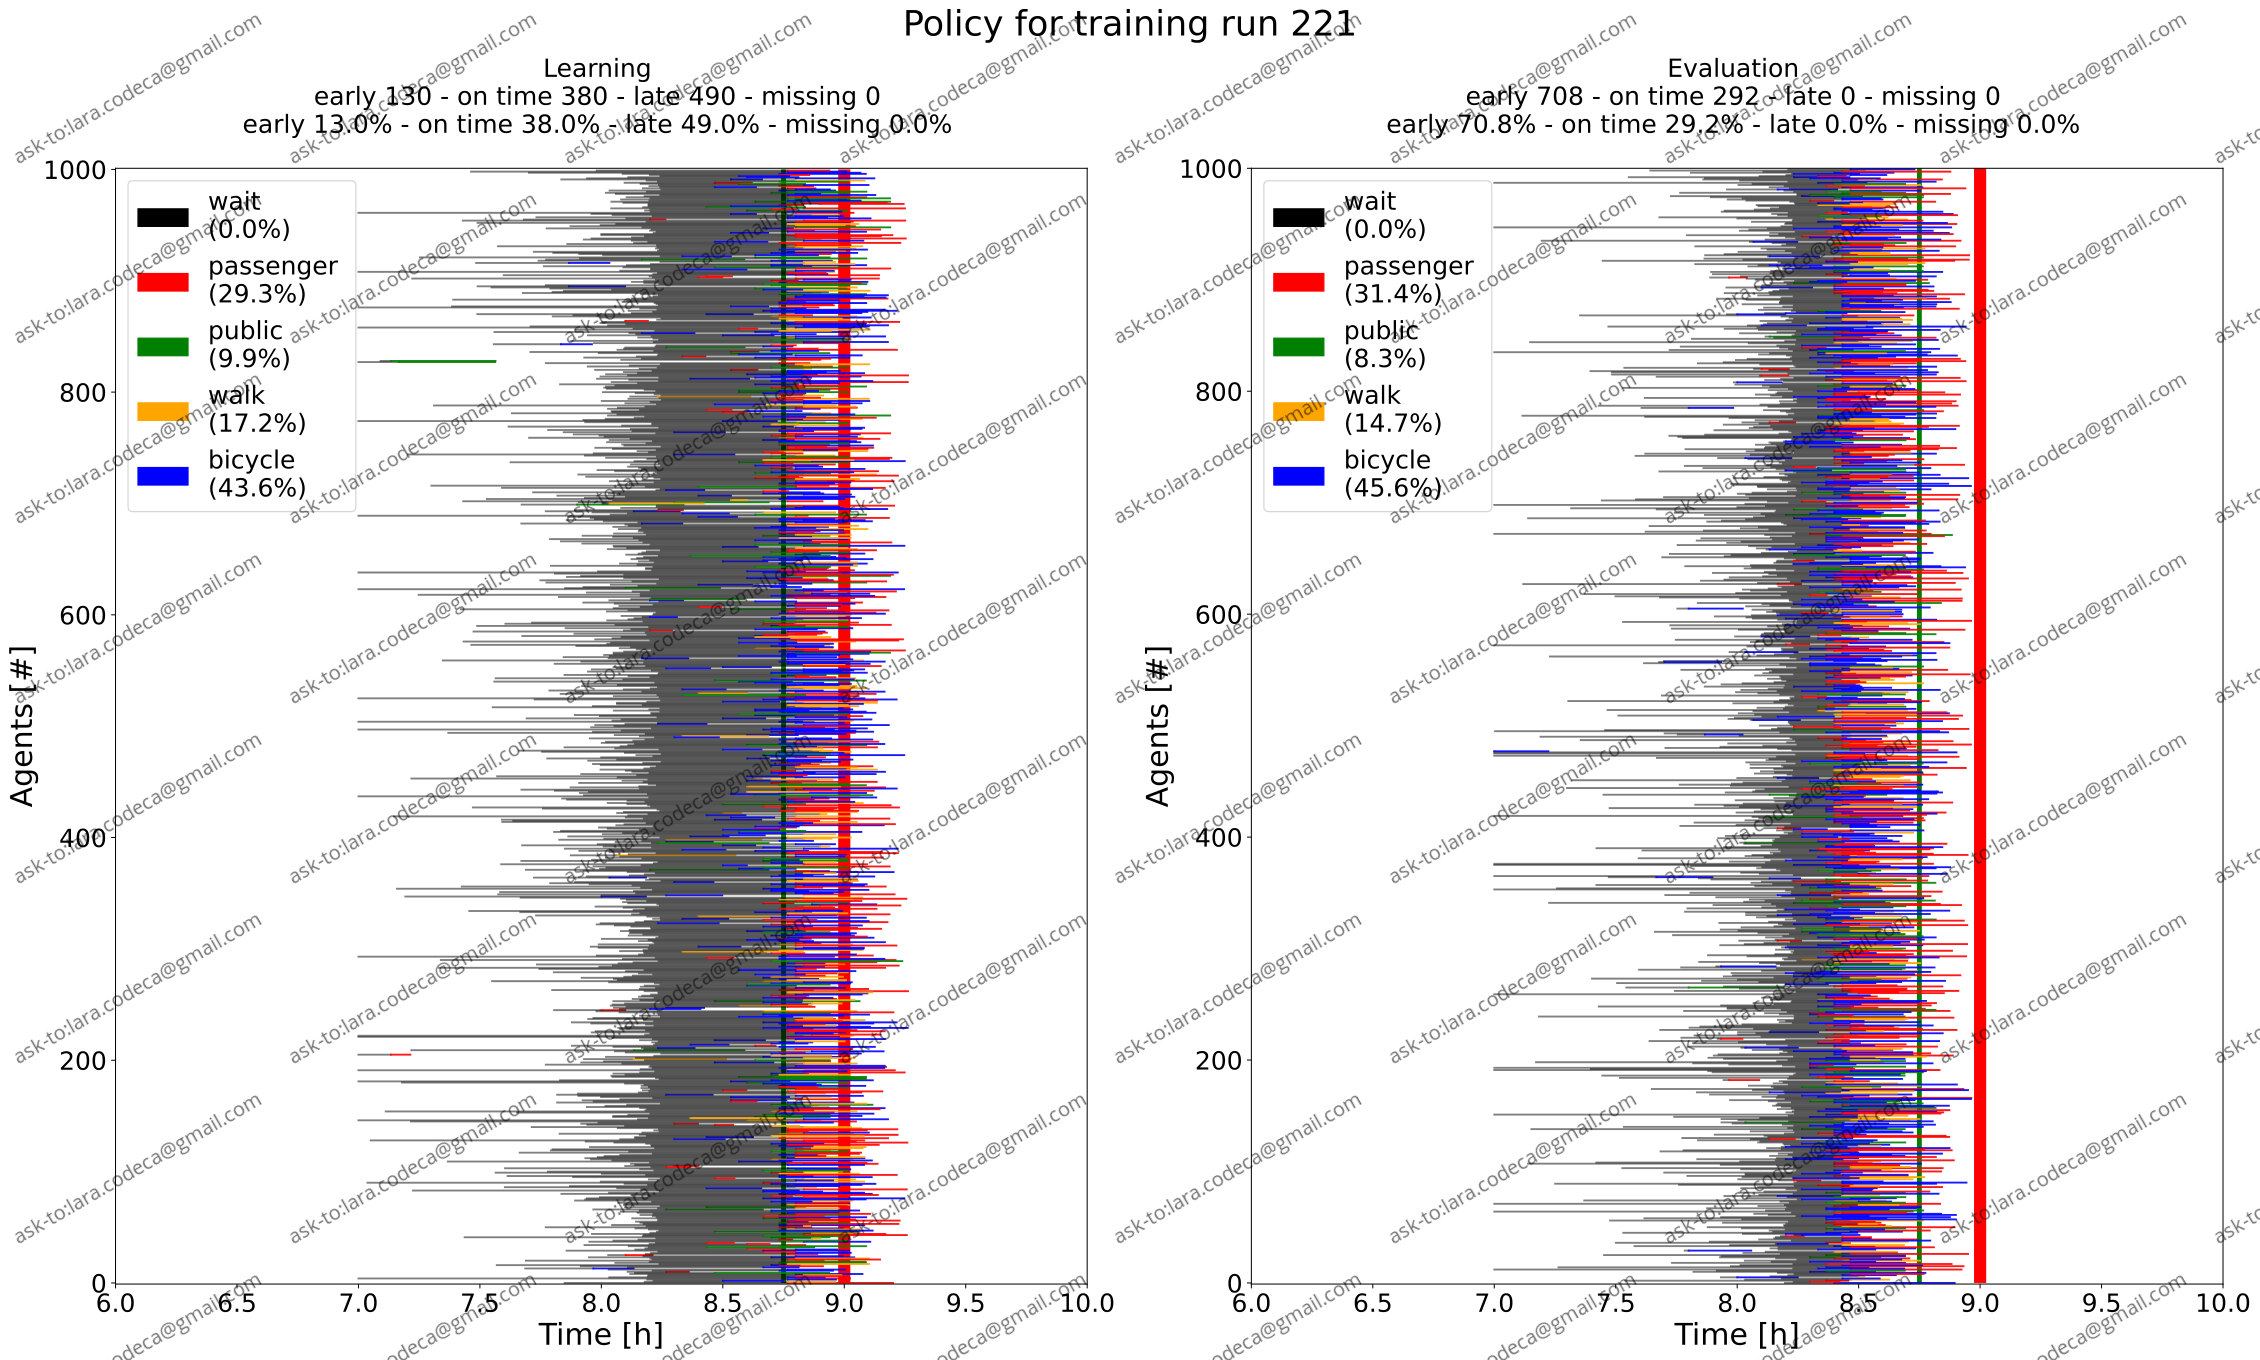 Policy for training run 221
Learning
early 130 - on time 380 - late 490 - missing 0
early 13.0% - on time 38.0% - late 49.0% - missing 0.0%
1000
800
600
400
200
0
Agents [#]
wait
(0.0%)
passenger
(29.3%)
public
(9.9%)
walk
(17.2%)
bicycle
(43.6%)
6.0 6.5 7.0 7.5 8.0 8.5 9.0 9.5 10.0
Time [h]
Evaluation
early 708 - on time 292 - late 0 - missing 0
early 70.8% - on time 29.2% - late 0.0% - missing 0.0%
1000
800
600
400
200
0
Agents [#]
wait
(0.0%)
passenger
(31.4%)
public
(8.3%)
walk
(14.7%)
bicycle
(45.6%)
6.0 6.5 7.0 7.5 8.0 8.5 9.0 9.5 10.0
Time [h]
ask-to:lara.codeca@gmail.com